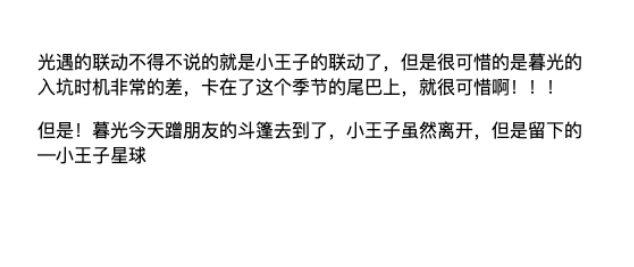 光遇的联动不得不说的就是小王子的联动了，但是很可惜的是暮光的
入坑时机非常的差，卡在了这个季节的尾巴上，就很可惜啊！！！
但是！暮光今天蹭朋友的斗篷去到了，小王子虽然离开，但是留下的
—小王子星球